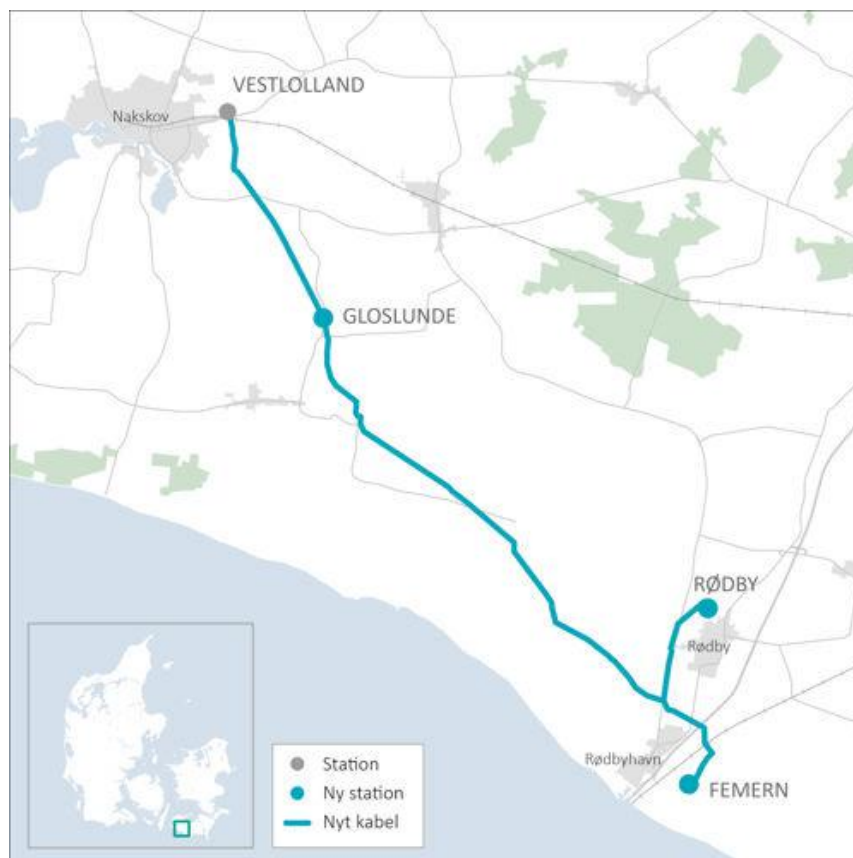 VESTLOLLAND
Nakskov
GLOSLUNDE
RØDBY
Rødby
Rødbyhavn
FEMERN
Station
Ny station
Nyt kabel